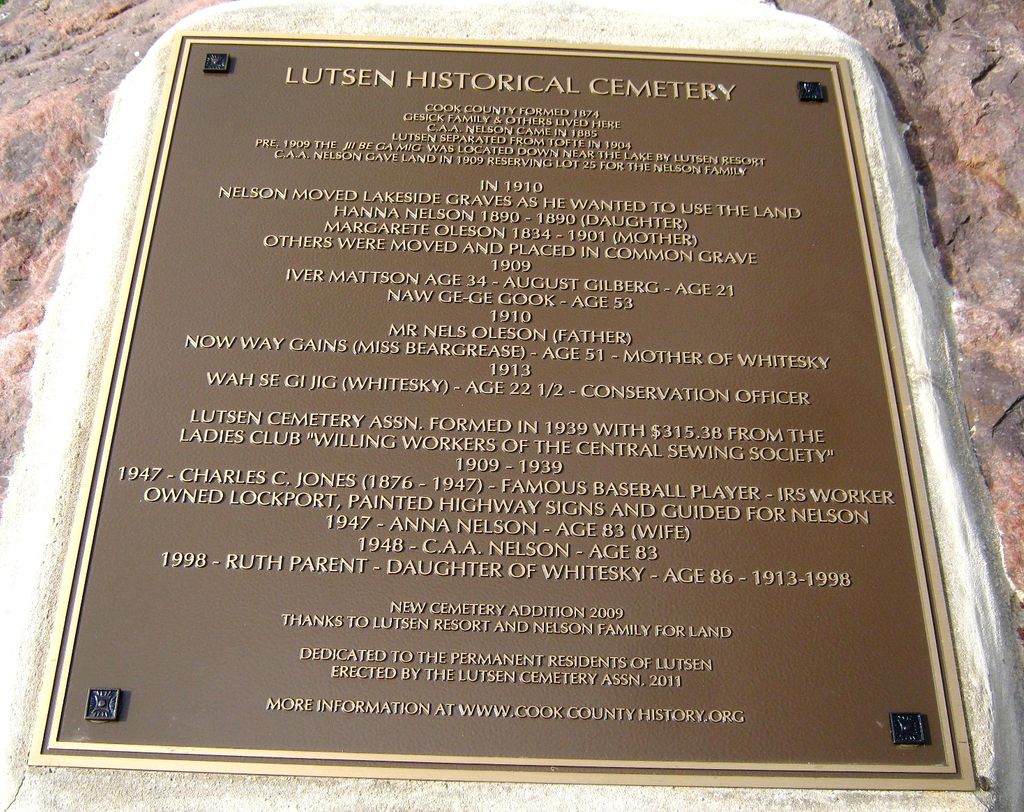 LUTSEN HISTORICAL CEMETERY
COOK COUNTY FORMED 1874
GESICK FAMILY & OTHERS LIVED HERE
C.A.A. NELSON CAME IN 1885
LUTSEN SEPARATED FROM TOFTE IN 1904
PRE. 1909 THE JII BE GA MIG WAS LOCATED DOWN NEAR THE LAKE BY LUTSEN RESORT
C.A.A. NELSON GAVE LAND IN 1909 RESERVING LOT 25 FOR THE NELSON FAMILY
IN 1910
NELSON MOVED LAKESIDE GRAVES AS HE WANTED TO USE THE LAND
HANNA NELSON 1890 - 1890 (DAUGHTER)
MARGARETE OLESON 1834 - 1901 (MOTHER)
OTHERS WERE MOVED AND PLACED IN COMMON GRAVE
1909
IVER MATTSON AGE 34 - AUGUST GILBERG - AGE 21
NAW GE-GE GOOK - AGE 53
1910
MR NELS OLESON (FATHER)
NOW WAY GAINS (MISS BEARGREASE) - AGE 51 - MOTHER OF WHITESKY
1913
WAH SE GI JIG (WHITESKY) - AGE 22 1/2 - CONSERVATION OFFICER
LUTSEN CEMETERY ASSN. FORMED IN 1939 WITH $315.38 FROM THE
LADIES CLUB "WILLING WORKERS OF THE CENTRAL SEWING SOCIETY"
1909 - 1939
1947 - CHARLES C. JONES (1876 - 1947) - FAMOUS BASEBALL PLAYER - IRS WORKER
OWNED LOCKPORT, PAINTED HIGHWAY SIGNS AND GUIDED FOR NELSON
1947 - ANNA NELSON - AGE 83 (WIFE)
1948 - C.A.A. NELSON - AGE 83
1998 - RUTH PARENT - DAUGHTER OF WHITESKY - AGE 86 - 1913-1998
NEW CEMETERY ADDITION 2009
THANKS TO LUTSEN RESORT AND NELSON FAMILY FOR LAND
DEDICATED TO THE PERMANENT RESIDENTS OF LUTSEN
ERECTED BY THE LUTSEN CEMETERY ASSN. 2011
MORE INFORMATION AT WWW.COOK COUNTY HISTORY.ORG